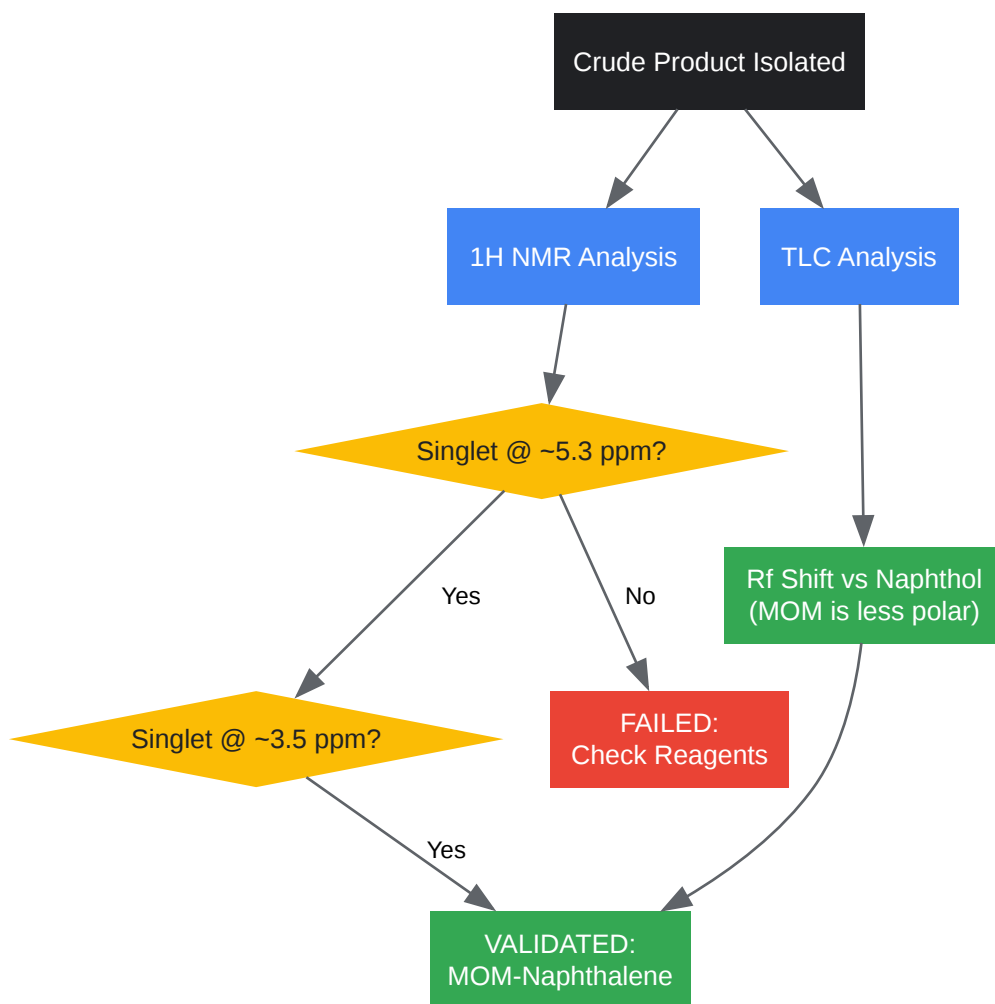 Crude Product Isolated
1H NMR Analysis
TLC Analysis
Singlet @ ~5.3 ppm?
Rf Shift vs Naphthol
(MOM is less polar)
Yes
No
Singlet @ ~3.5 ppm?
FAILED:
Check Reagents
Yes
VALIDATED:
MOM-Naphthalene